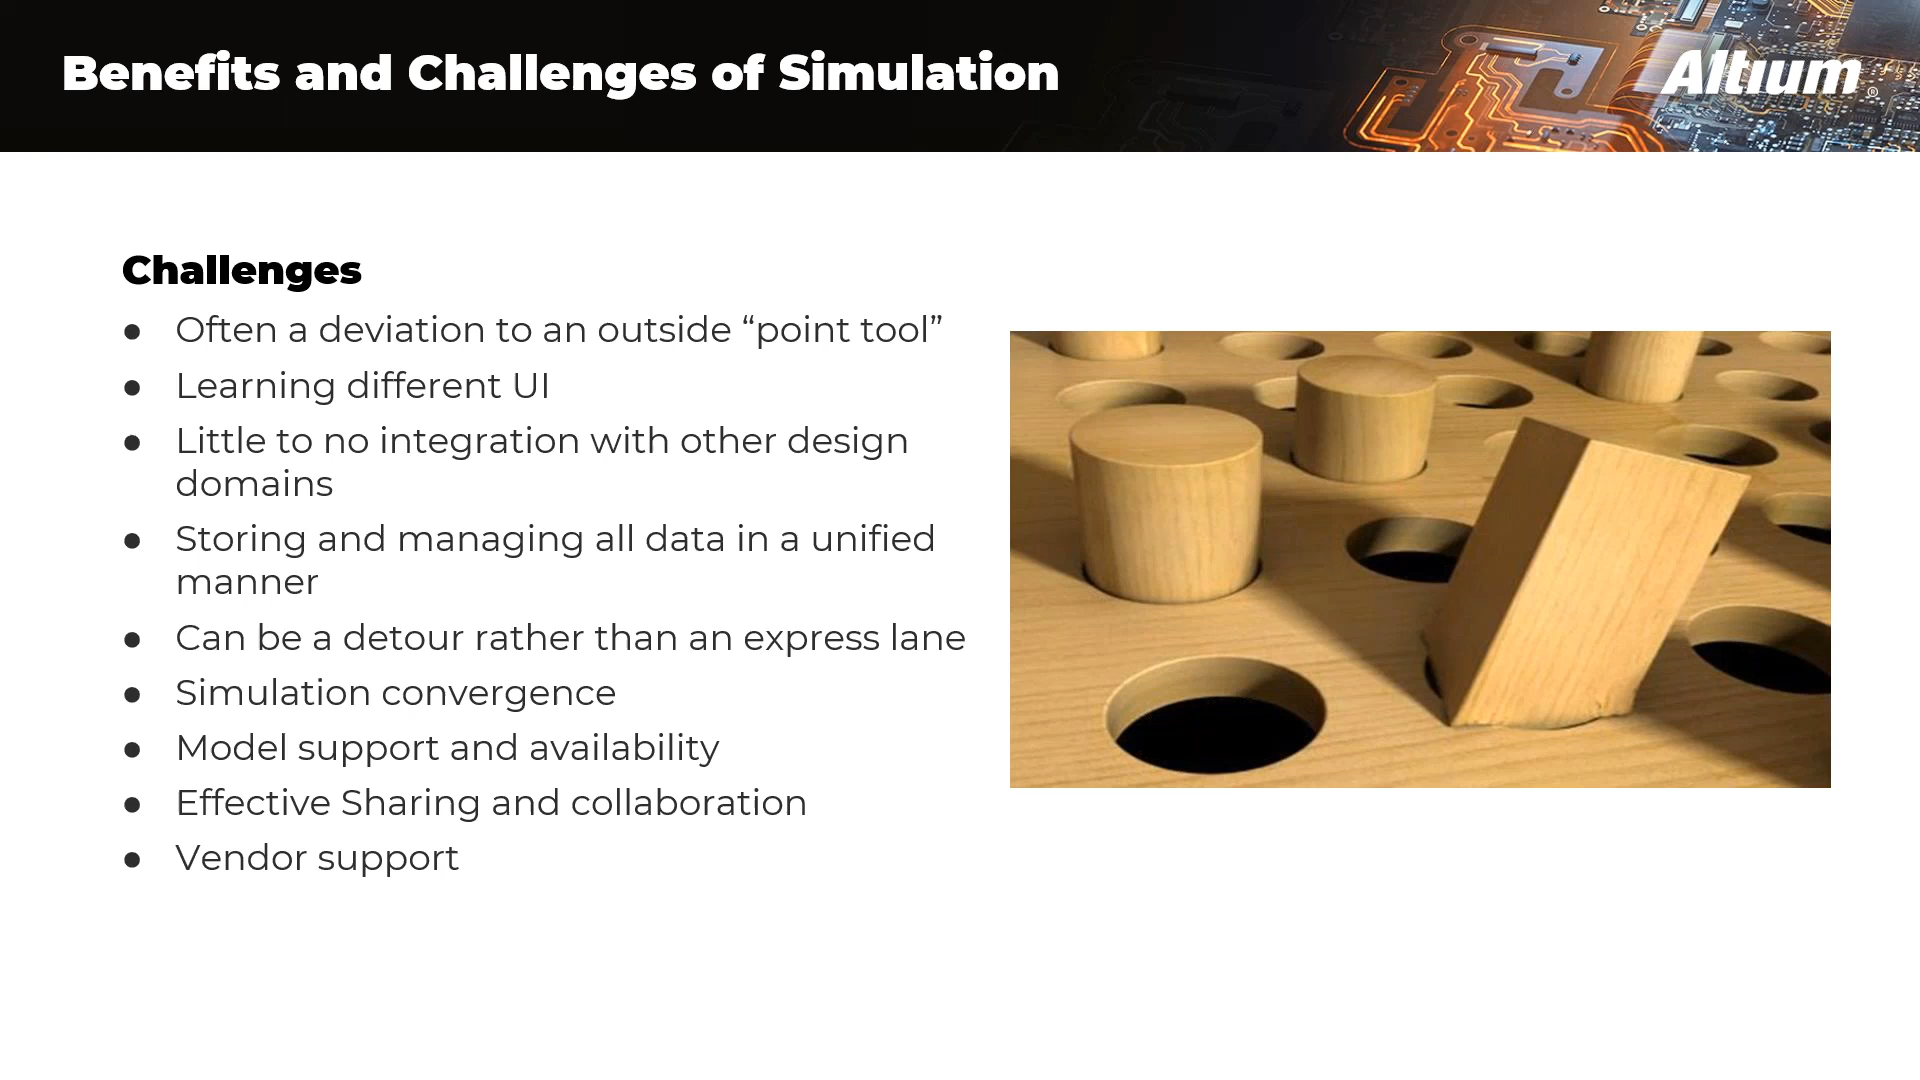 Benefits and Challenges of Simulation
Altium®
Challenges
● Often a deviation to an outside “point tool”
● Learning different UI
● Little to no integration with other design
domains
● Storing and managing all data in a unified
manner
● Can be a detour rather than an express lane
● Simulation convergence
● Model support and availability
● Effective Sharing and collaboration
● Vendor support